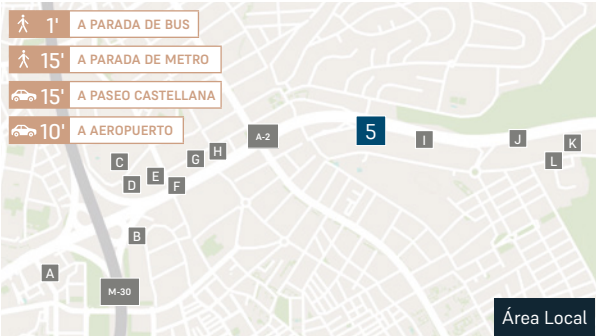 1' A PARADA DE BUS
15' A PARADA DE METRO
15' A PASEO CASTELLANA
10' A AEROPUERTO
A-2
5
I
J
K
L
H
G
C
E
D
F
B
A
M-30
Área Local